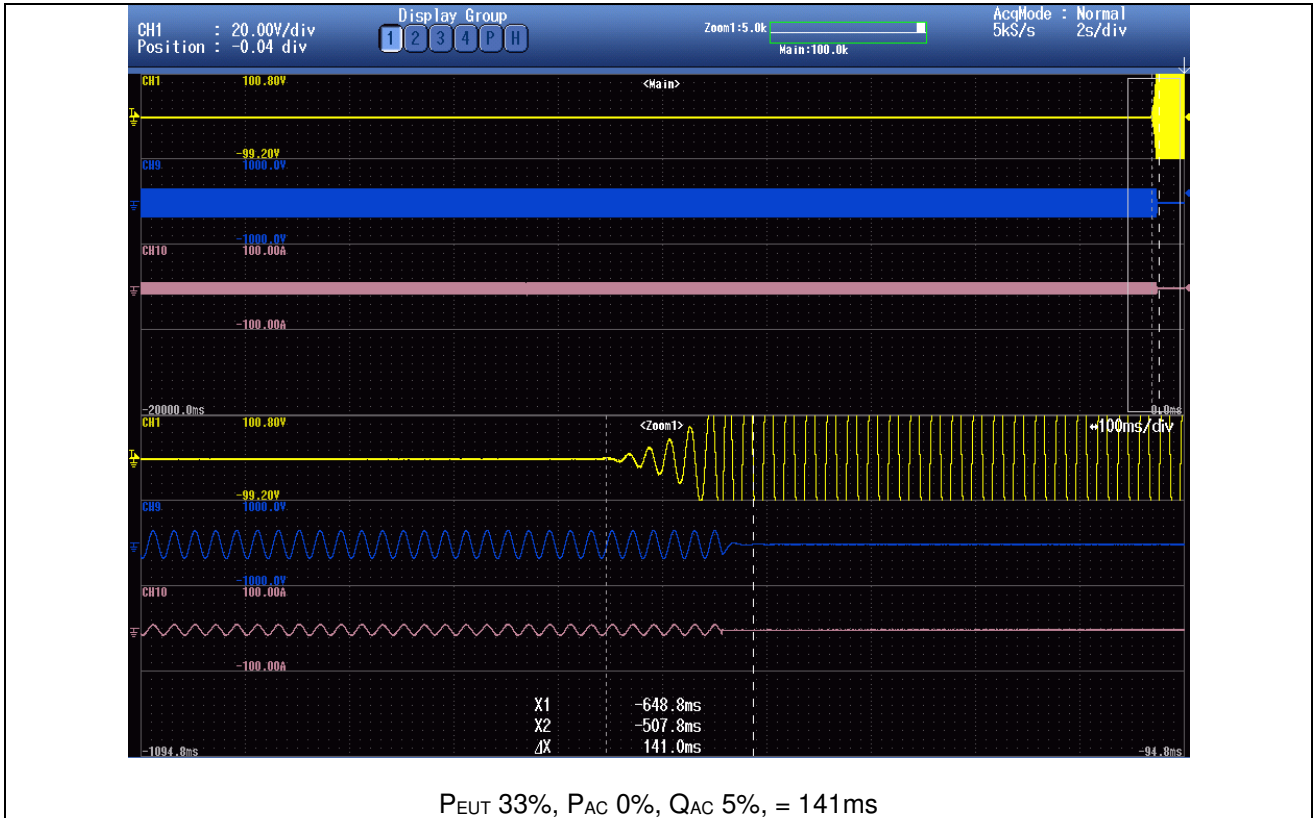 CH1 : 20.00V/div
Position : -0.04 div
Display Group
1 2 3 4 P H
Zoom1:5.0k
Main:100.0k
AcqMode : Normal
5kS/s 2s/div
CH1 100.80V
<Main>
-99.20V
CH9 1000.0V
-1000.0V
CH10 100.00A
-100.00A
-20000.0ms 0.0ms
CH1 100.80V
<Zoom1>
↔100ms/div
-99.20V
CH9 1000.0V
-1000.0V
CH10 100.00A
-100.00A
X1 -648.8ms
X2 -507.8ms
ΔX 141.0ms
-1094.8ms -94.8ms
PEUT 33%, PAC 0%, QAC 5%, = 141ms